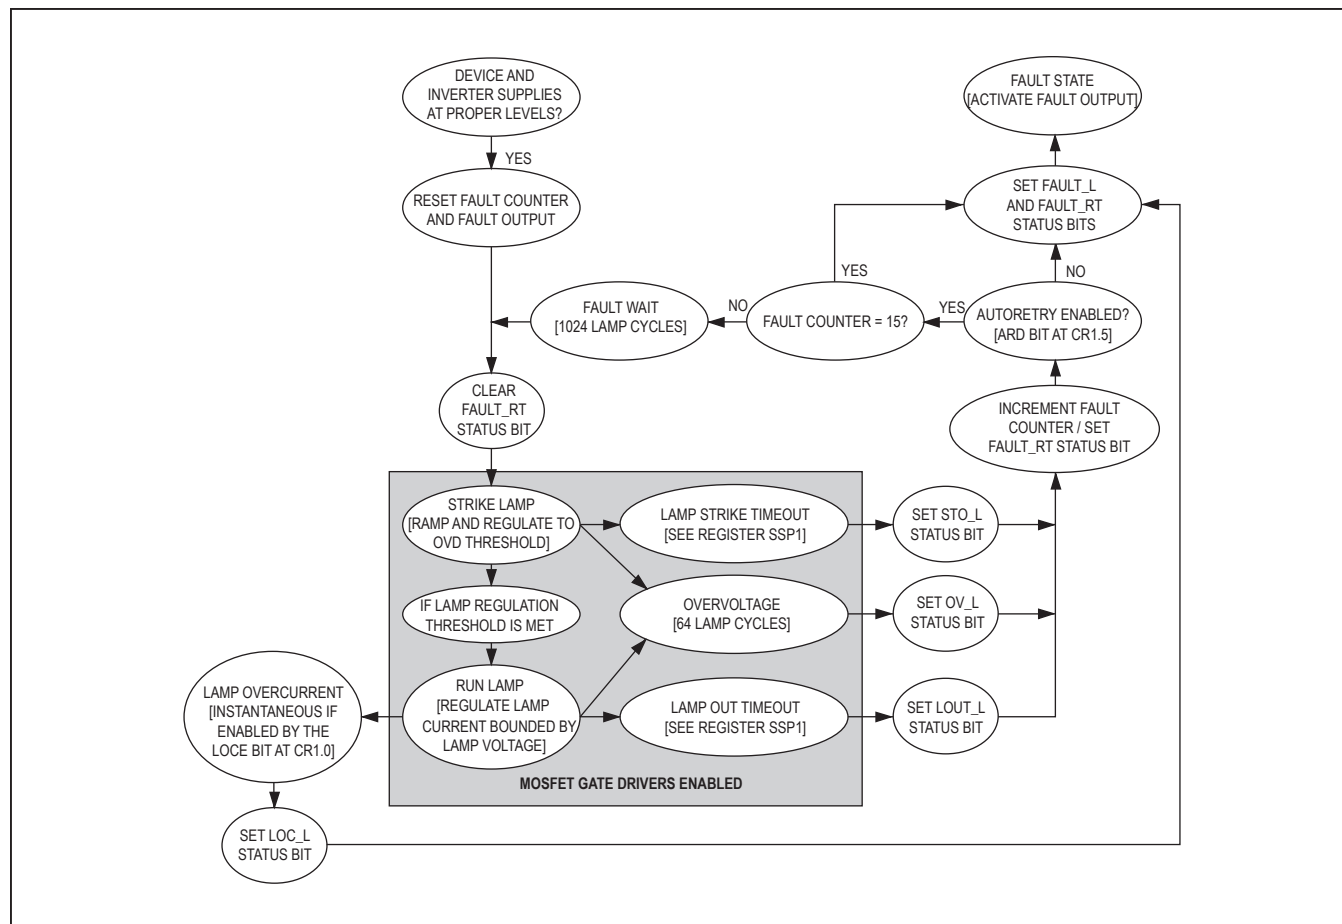 DEVICE AND
INVERTER SUPPLIES
AT PROPER LEVELS?
YES
RESET FAULT COUNTER
AND FAULT OUTPUT
FAULT STATE
[ACTIVATE FAULT OUTPUT]
SET FAULT_L
AND FAULT_RT
STATUS BITS
YES
NO
FAULT WAIT
[1024 LAMP CYCLES]
NO
FAULT COUNTER = 15?
YES
AUTORETRY ENABLED?
[ARD BIT AT CR1.5]
CLEAR
FAULT_RT
STATUS BIT
INCREMENT FAULT
COUNTER / SET
FAULT_RT STATUS BIT
STRIKE LAMP
[RAMP AND REGULATE TO
OVD THRESHOLD]
LAMP STRIKE TIMEOUT
[SEE REGISTER SSP1]
SET STO_L
STATUS BIT
IF LAMP REGULATION
THRESHOLD IS MET
OVERVOLTAGE
[64 LAMP CYCLES]
SET OV_L
STATUS BIT
LAMP OVERCURRENT
[INSTANTANEOUS IF
ENABLED BY THE
LOCE BIT AT CR1.0]
RUN LAMP
[REGULATE LAMP
CURRENT BOUNDED BY
LAMP VOLTAGE]
LAMP OUT TIMEOUT
[SEE REGISTER SSP1]
SET LOUT_L
STATUS BIT
MOSFET GATE DRIVERS ENABLED
SET LOC_L
STATUS BIT